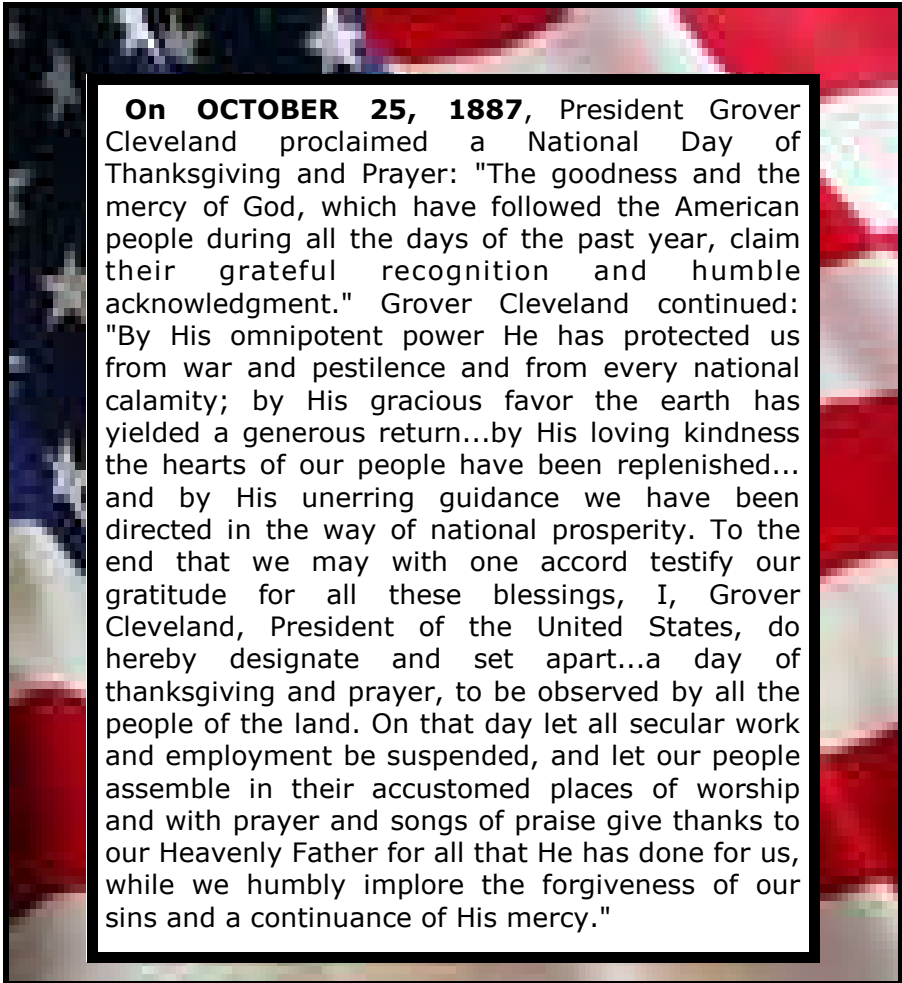 On OCTOBER 25, 1887, President Grover
Cleveland proclaimed a National Day of
Thanksgiving and Prayer: "The goodness and the
mercy of God, which have followed the American
people during all the days of the past year, claim
their grateful recognition and humble
acknowledgment." Grover Cleveland continued:
"By His omnipotent power He has protected us
from war and pestilence and from every national
calamity; by His gracious favor the earth has
yielded a generous return...by His loving kindness
the hearts of our people have been replenished...
and by His unerring guidance we have been
directed in the way of national prosperity. To the
end that we may with one accord testify our
gratitude for all these blessings, I, Grover
Cleveland, President of the United States, do
hereby designate and set apart...a day of
thanksgiving and prayer, to be observed by all the
people of the land. On that day let all secular work
and employment be suspended, and let our people
assemble in their accustomed places of worship
and with prayer and songs of praise give thanks to
our Heavenly Father for all that He has done for us,
while we humbly implore the forgiveness of our
sins and a continuance of His mercy."